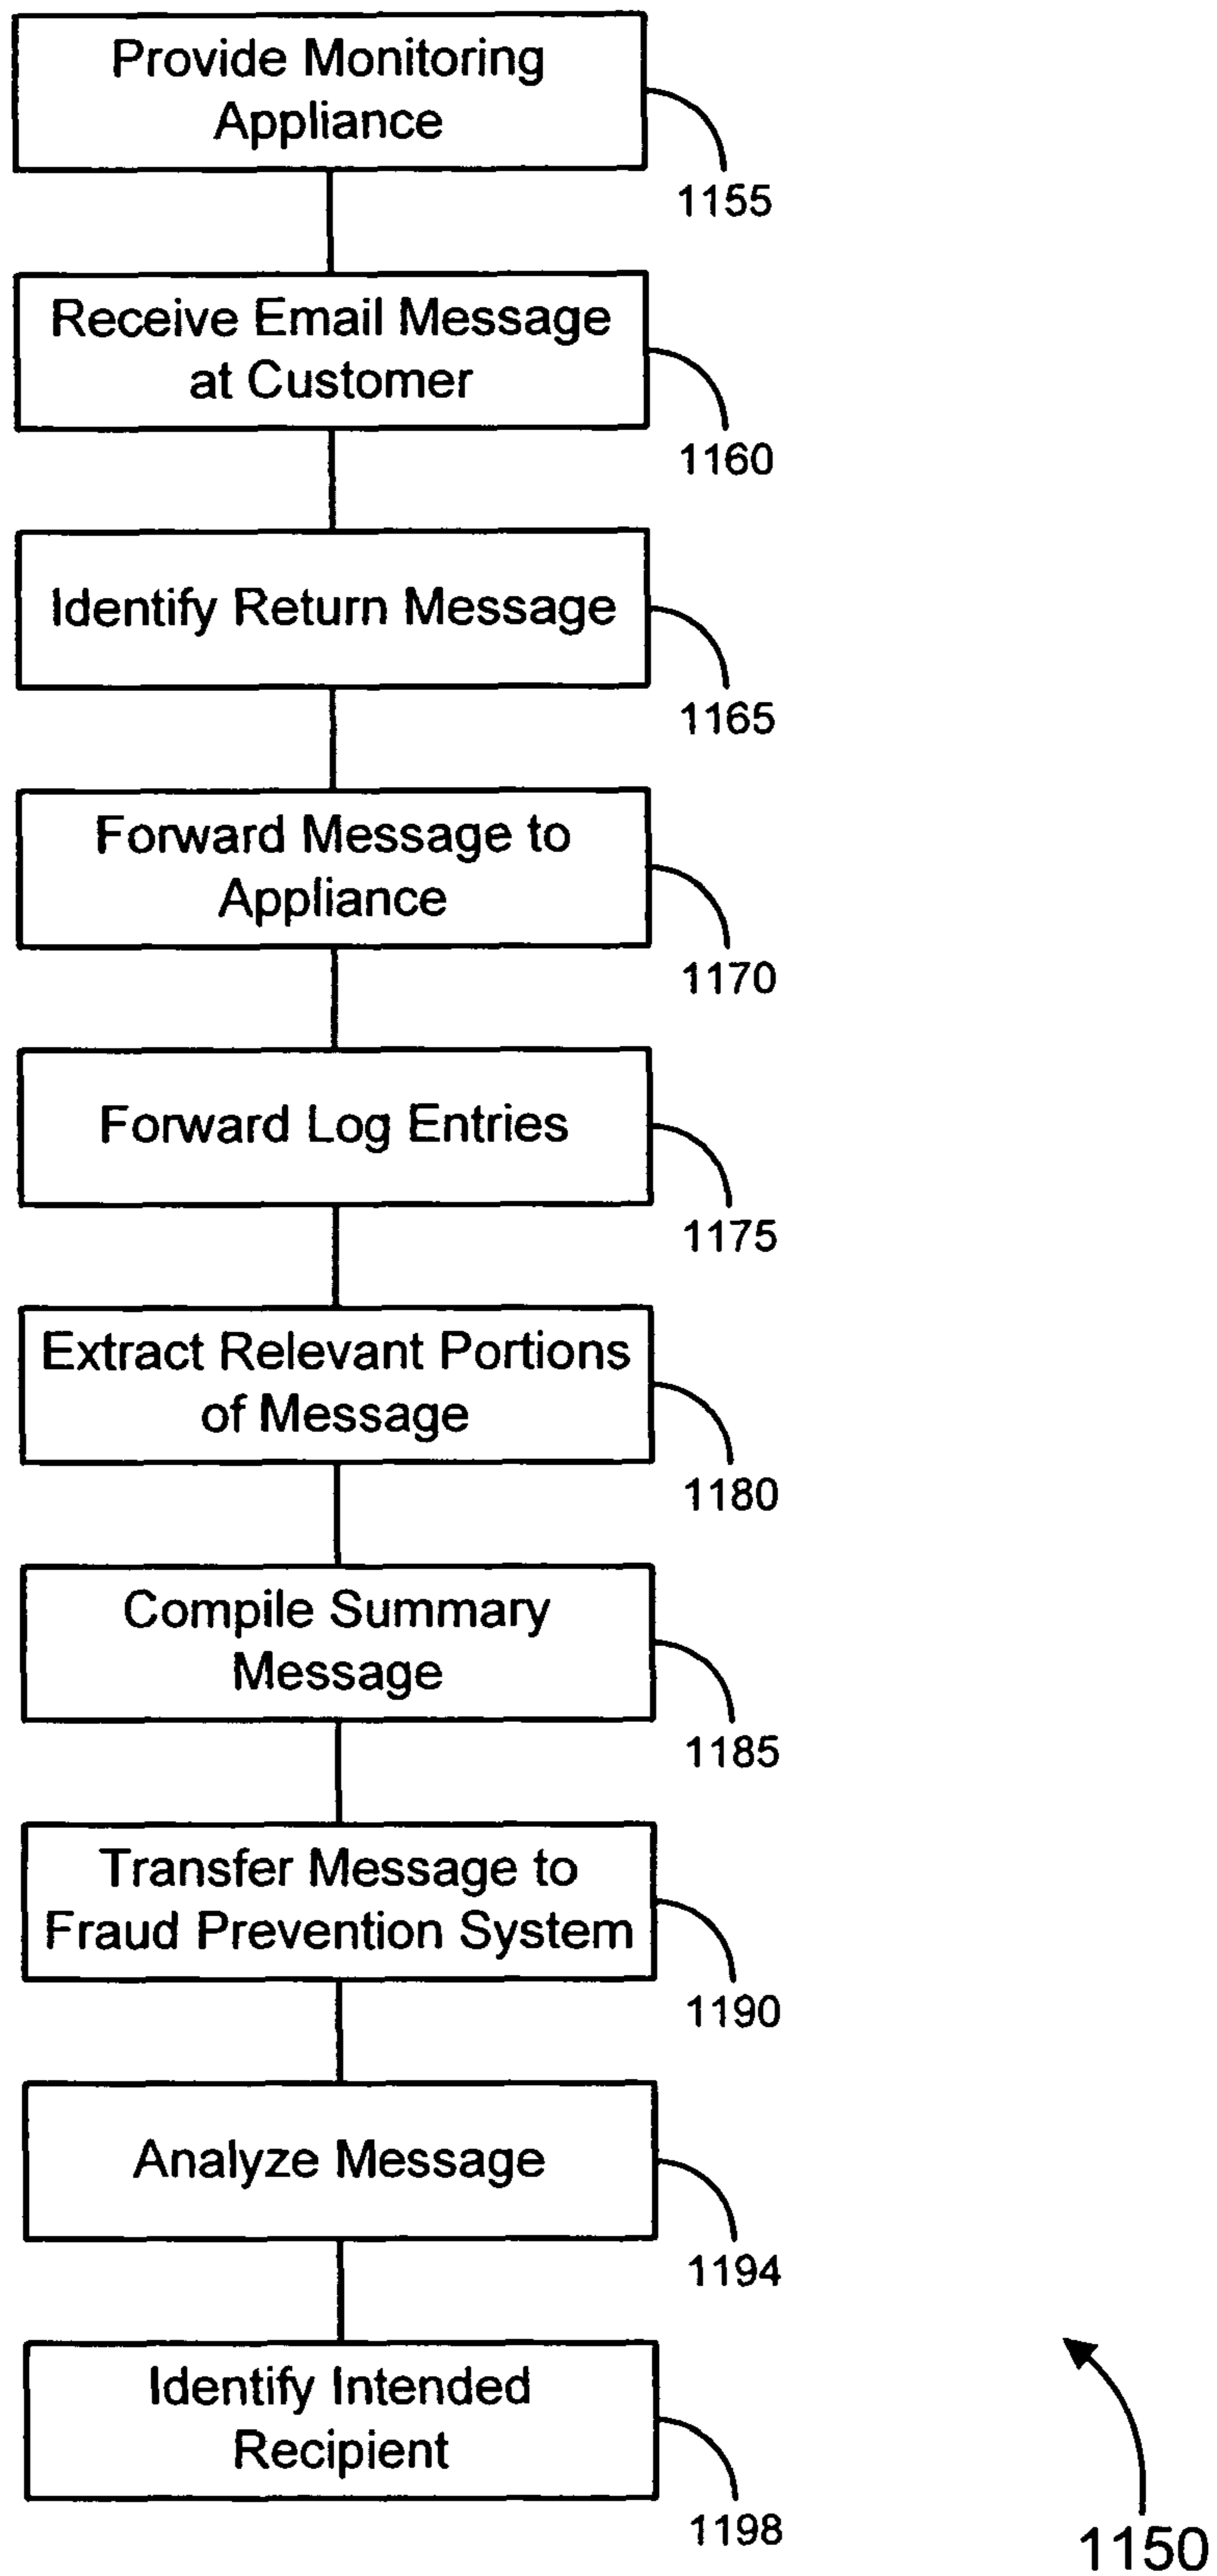 Provide Monitoring
Appliance
1155
Receive Email Message
at Customer
1160
Identify Return Message
1165
Forward Message to
Appliance
1170
Forward Log Entries
1175
Extract Relevant Portions
of Message
1180
Compile Summary
Message
1185
Transfer Message to
Fraud Prevention System
1190
Analyze Message
1194
Identify Intended
Recipient
1198
1150